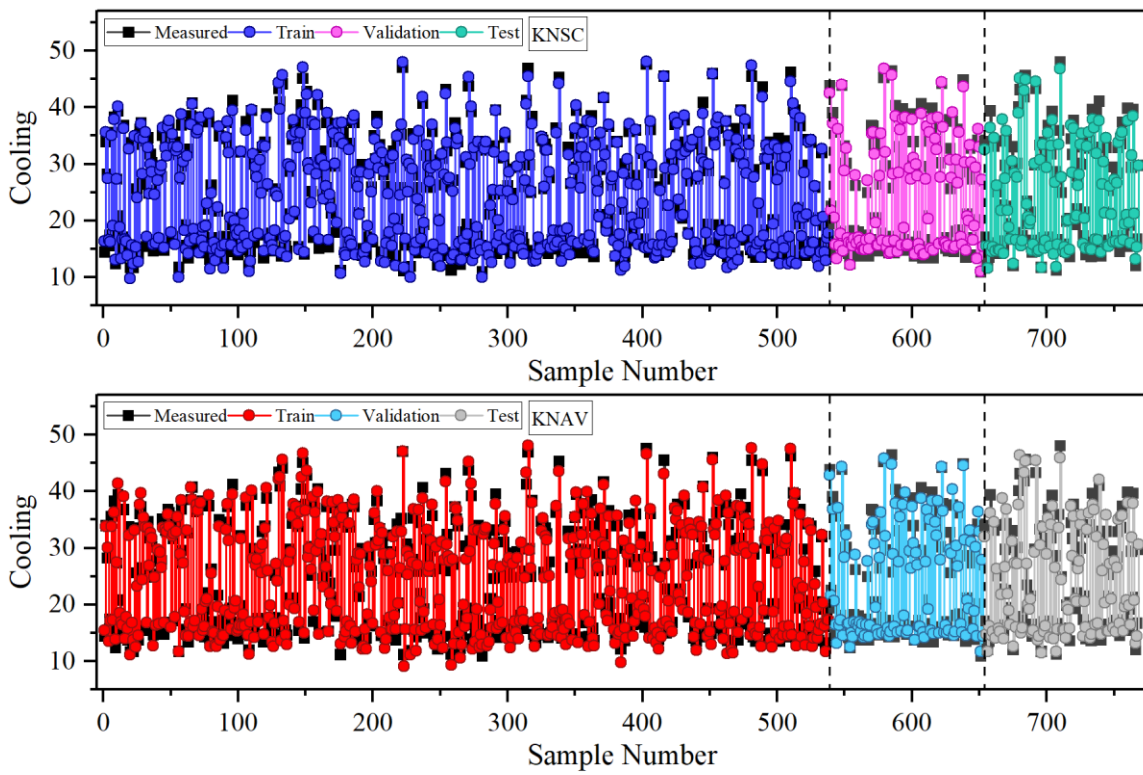 Measured Train Validation Test KNSC
50
40
30
20
10
Cooling
0 100 200 300 400 500 600 700
Sample Number
Measured Train Validation Test KNAV
50
40
30
20
10
Cooling
0 100 200 300 400 500 600 700
Sample Number